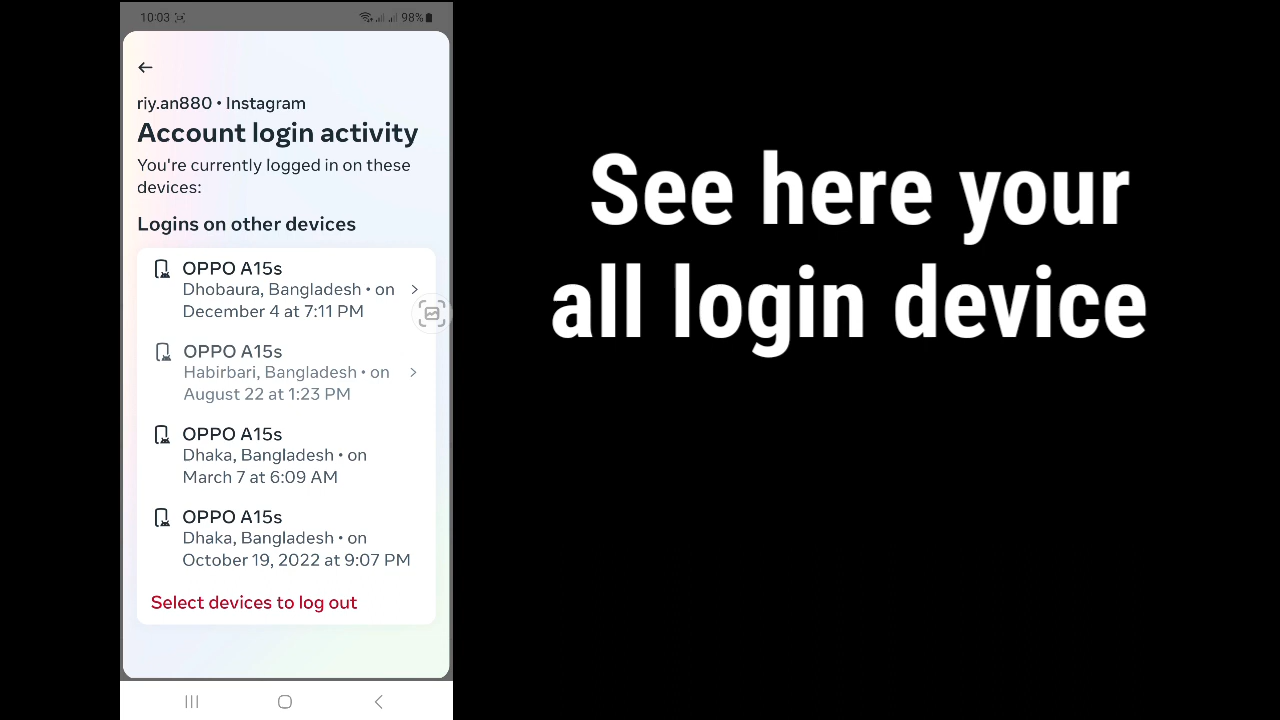 10:03
98%
riy.an880 • Instagram
Account login activity
You're currently logged in on these
devices:
Logins on other devices
OPPO A15s
Dhobaura, Bangladesh • on
December 4 at 7:11 PM
OPPO A15s
Habirbari, Bangladesh • on
August 22 at 1:23 PM
OPPO A15s
Dhaka, Bangladesh • on
March 7 at 6:09 AM
OPPO A15s
Dhaka, Bangladesh • on
October 19, 2022 at 9:07 PM
Select devices to log out
See here your
all login device